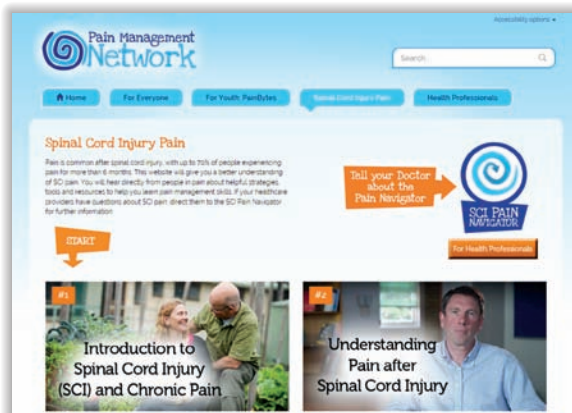 Accessibility options
Pain Management
Network
Search
Home
For Everyone
For Youth: PainBytes
Spinal Cord Injury Pain
Health Professionals
Spinal Cord Injury Pain
Pain is common after spinal cord injury, with up to 70% of people experiencing
pain for more than 6 months. This website will give you a better understanding
of SCI pain. You will hear directly from people in pain about helpful strategies,
tools and resources to help you learn pain management skills. If your healthcare
providers have questions about SCI pain, direct them to the SCI Pain Navigator
for further information.
Tell your Doctor
about the
Pain Navigator
SCI PAIN
NAVIGATOR
For Health Professionals
START
#1
Introduction to
Spinal Cord Injury
(SCI) and Chronic Pain
#2
Understanding
Pain after
Spinal Cord Injury